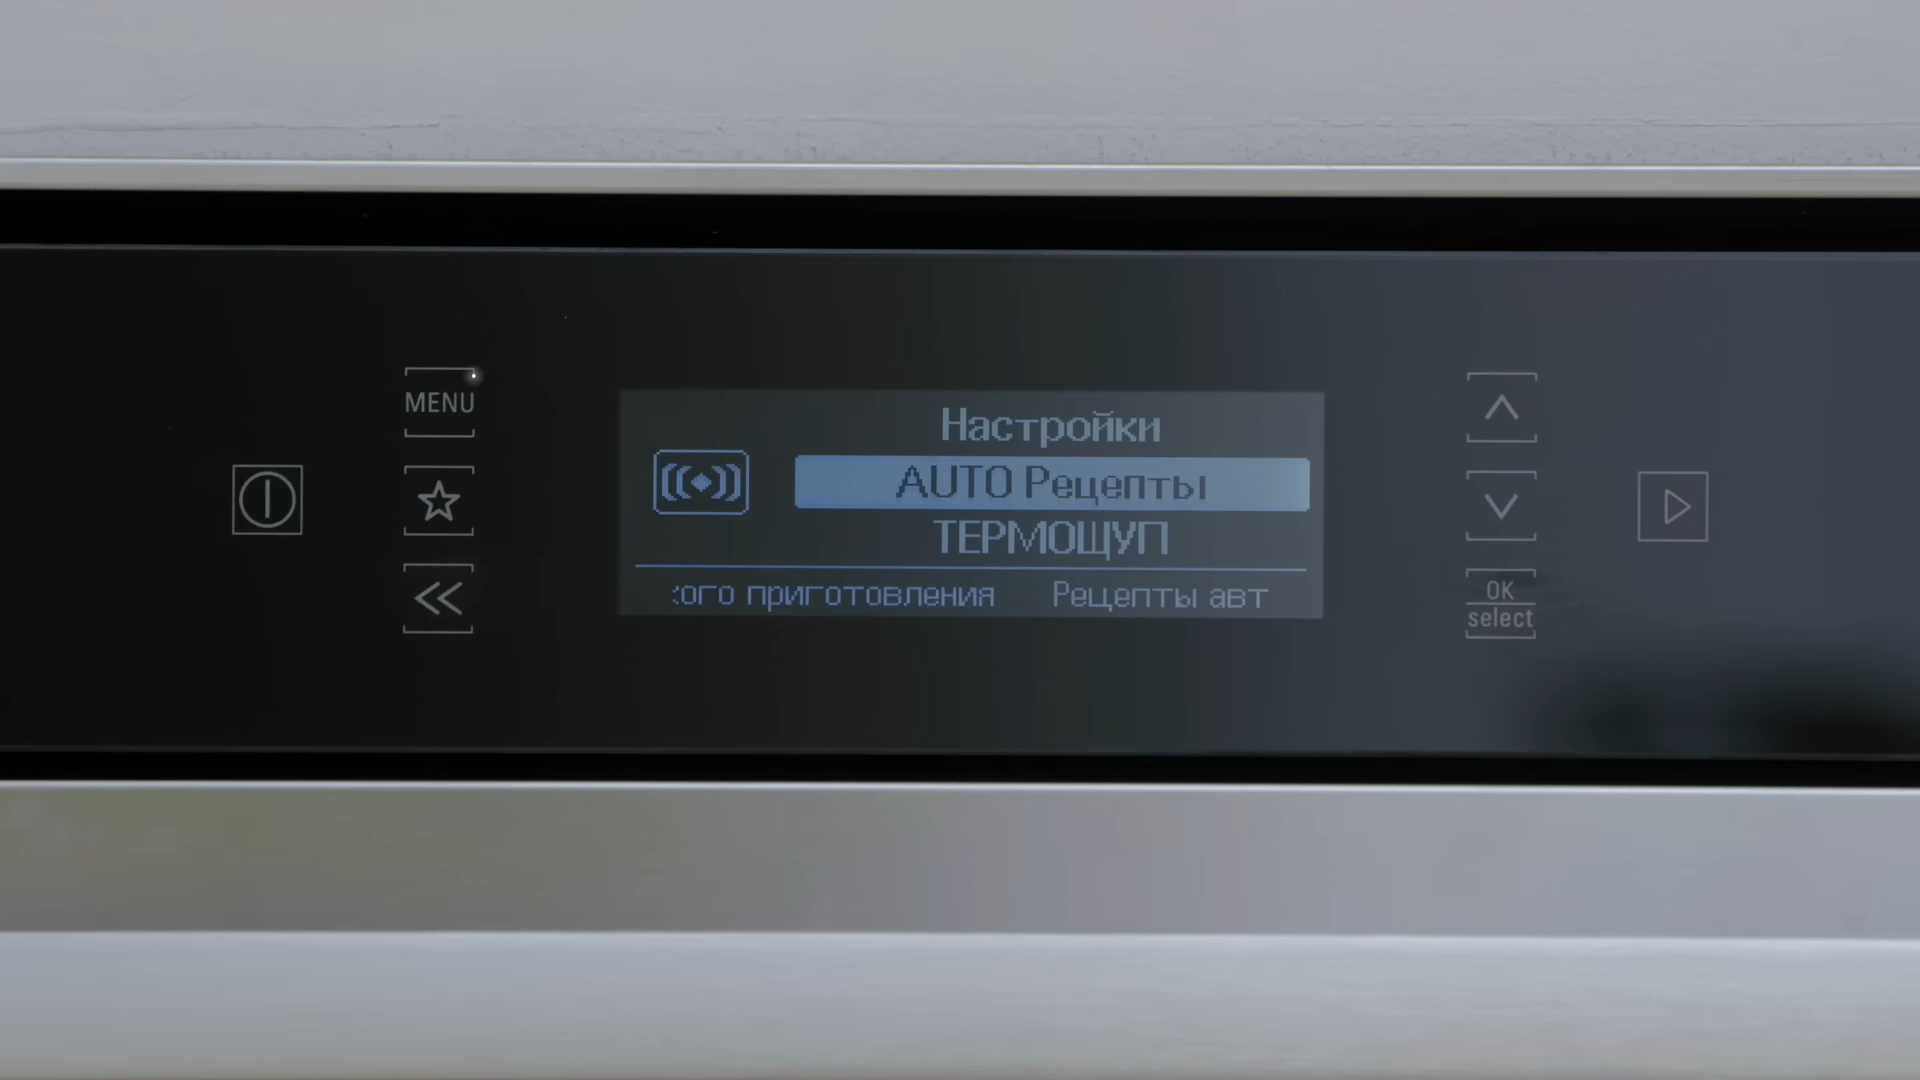 MENU
Настройки
AUTO Рецепты
ТЕРМОЩУП
ого приготовления Рецепты авт
OK
select